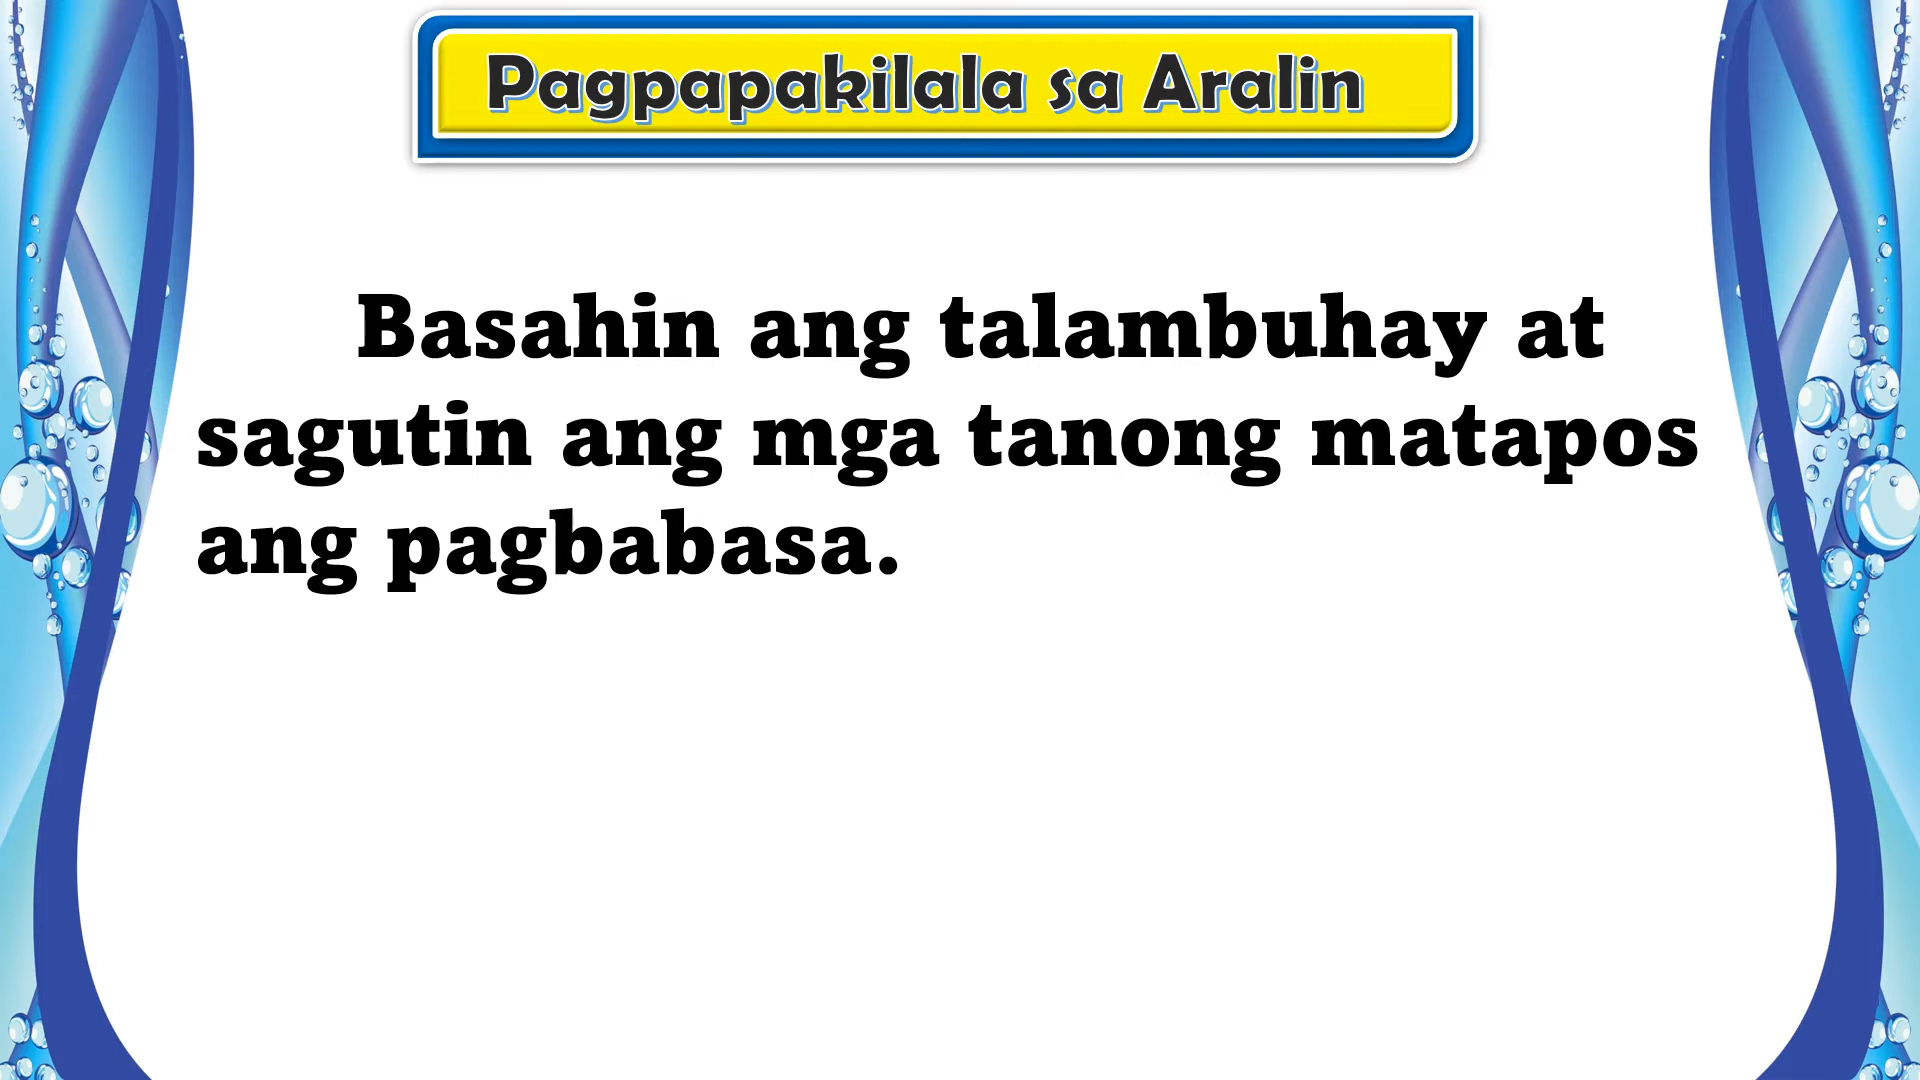 Pagpapakilala sa Aralin
Basahin ang talambuhay at
sagutin ang mga tanong matapos
ang pagbabasa.